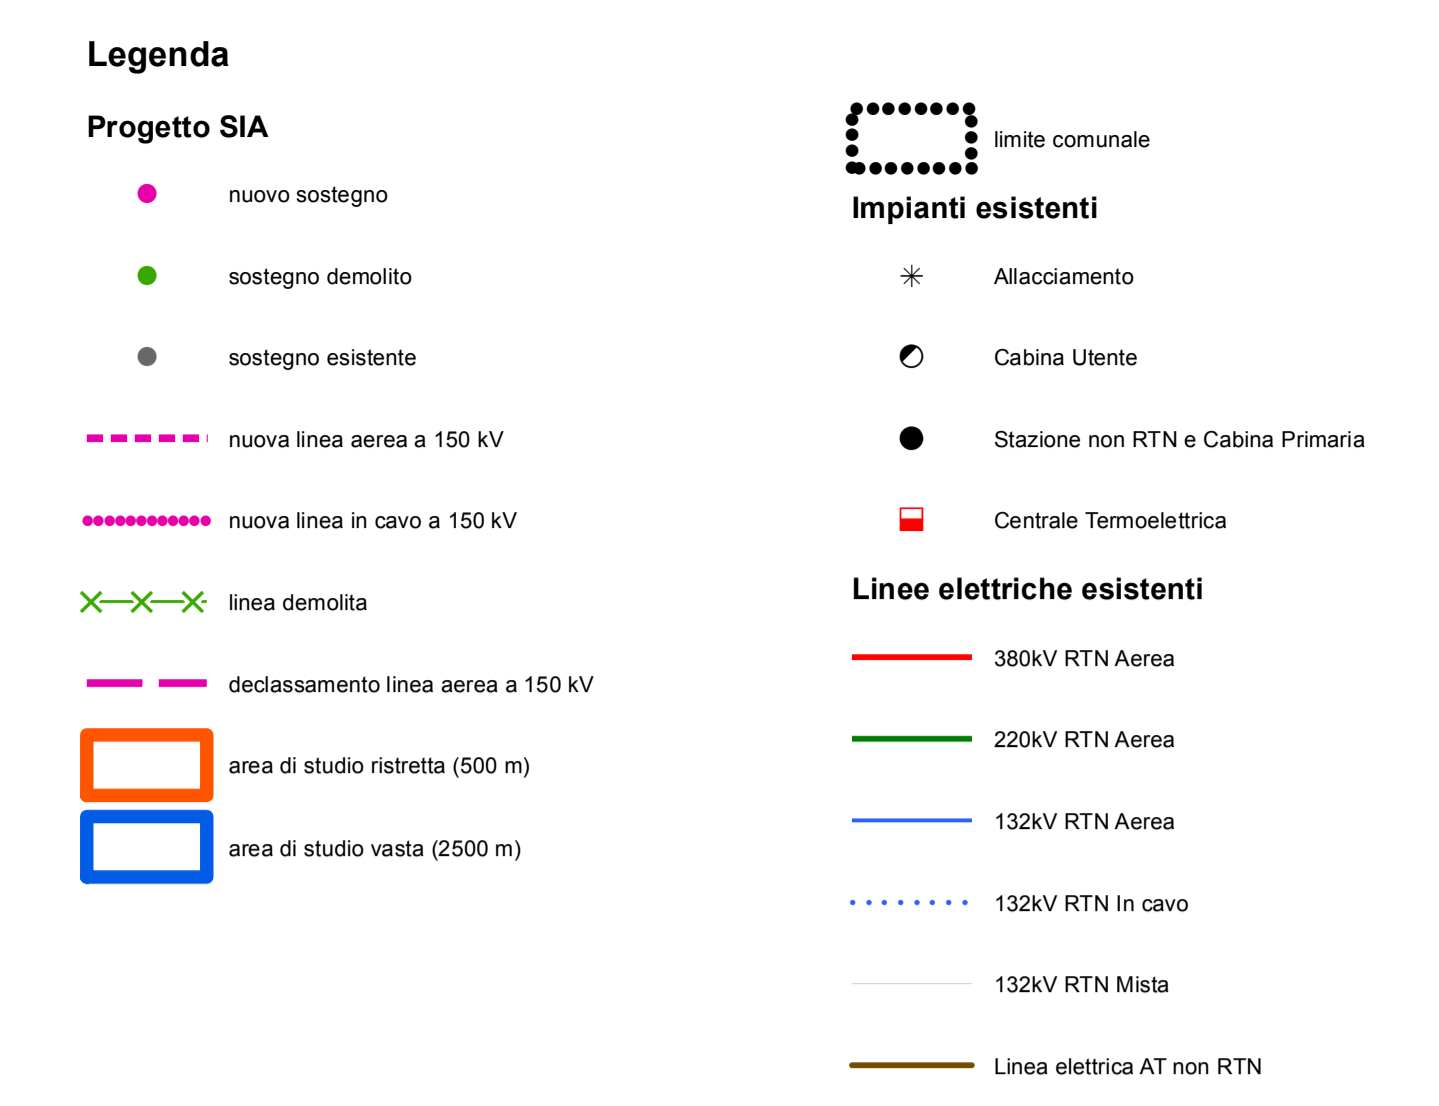 Legenda
Progetto SIA
nuovo sostegno
sostegno demolito
sostegno esistente
nuova linea aerea a 150 kV
nuova linea in cavo a 150 kV
linea demolita
declassamento linea aerea a 150 kV
area di studio ristretta (500 m)
area di studio vasta (2500 m)
limite comunale
Impianti esistenti
Allacciamento
Cabina Utente
Stazione non RTN e Cabina Primaria
Centrale Termoelettrica
Linee elettriche esistenti
380kV RTN Aerea
220kV RTN Aerea
132kV RTN Aerea
132kV RTN In cavo
132kV RTN Mista
Linea elettrica AT non RTN